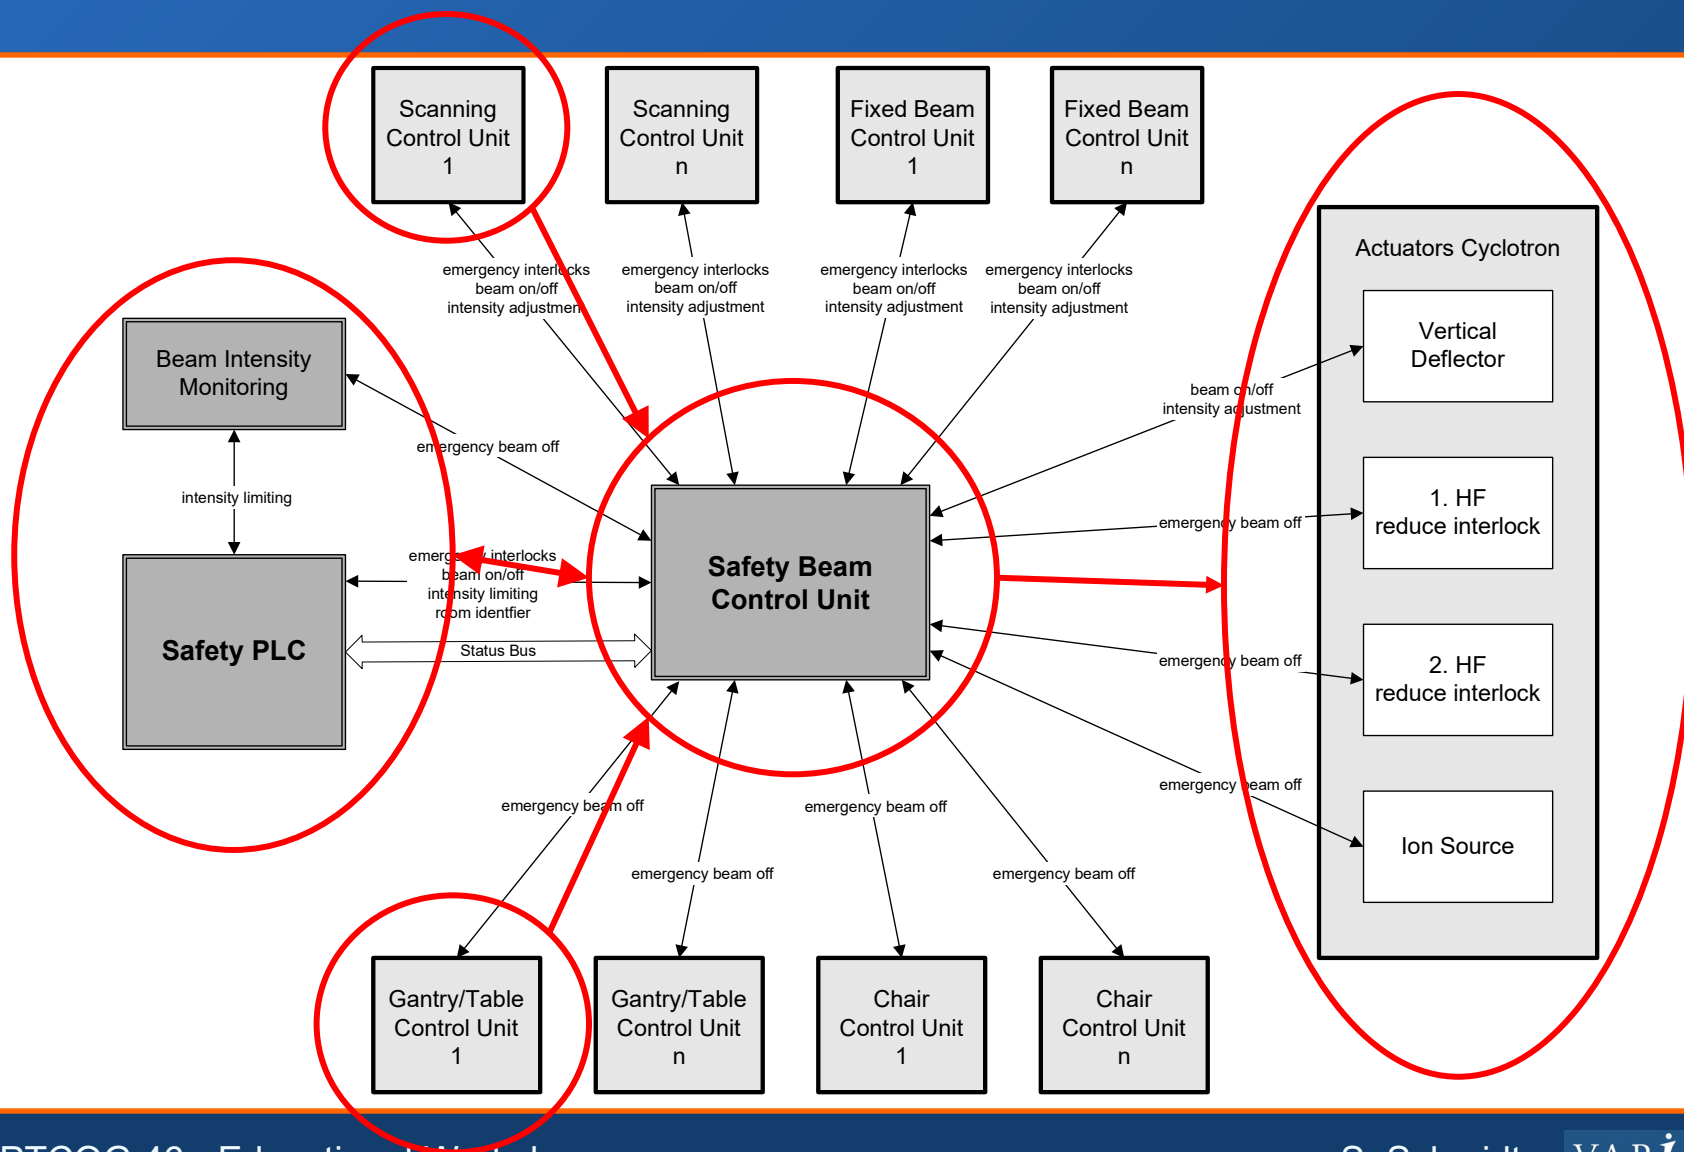 Scanning
Control Unit
1
Scanning
Control Unit
n
Fixed Beam
Control Unit
1
Fixed Beam
Control Unit
n
emergency interlocks
beam on/off
intensity adjustment
emergency interlocks
beam on/off
intensity adjustment
emergency interlocks
beam on/off
intensity adjustment
emergency interlocks
beam on/off
intensity adjustment
Actuators Cyclotron
Vertical
Deflector
1. HF
reduce interlock
2. HF
reduce interlock
Ion Source
Beam Intensity
Monitoring
intensity limiting
Safety PLC
emergency beam off
emergency interlocks
beam on/off
intensity limiting
room identfier
Status Bus
Safety Beam
Control Unit
beam on/off
intensity adjustment
emergency beam off
emergency beam off
emergency beam off
emergency beam off
emergency beam off
emergency beam off
emergency beam off
Gantry/Table
Control Unit
1
Gantry/Table
Control Unit
n
Chair
Control Unit
1
Chair
Control Unit
n